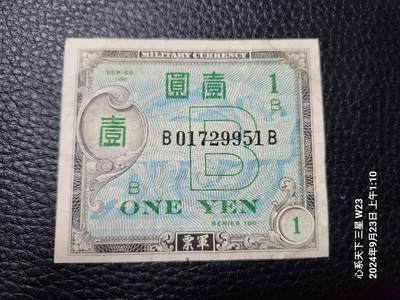 MILITARY CURRENCY
SERIES 100
圓壹
1
B
壹
B 01729951 B
B
B
ONE YEN
SERIES 100
票軍
1
心系天下 三星 W23
2024年9月23日 上午1:10